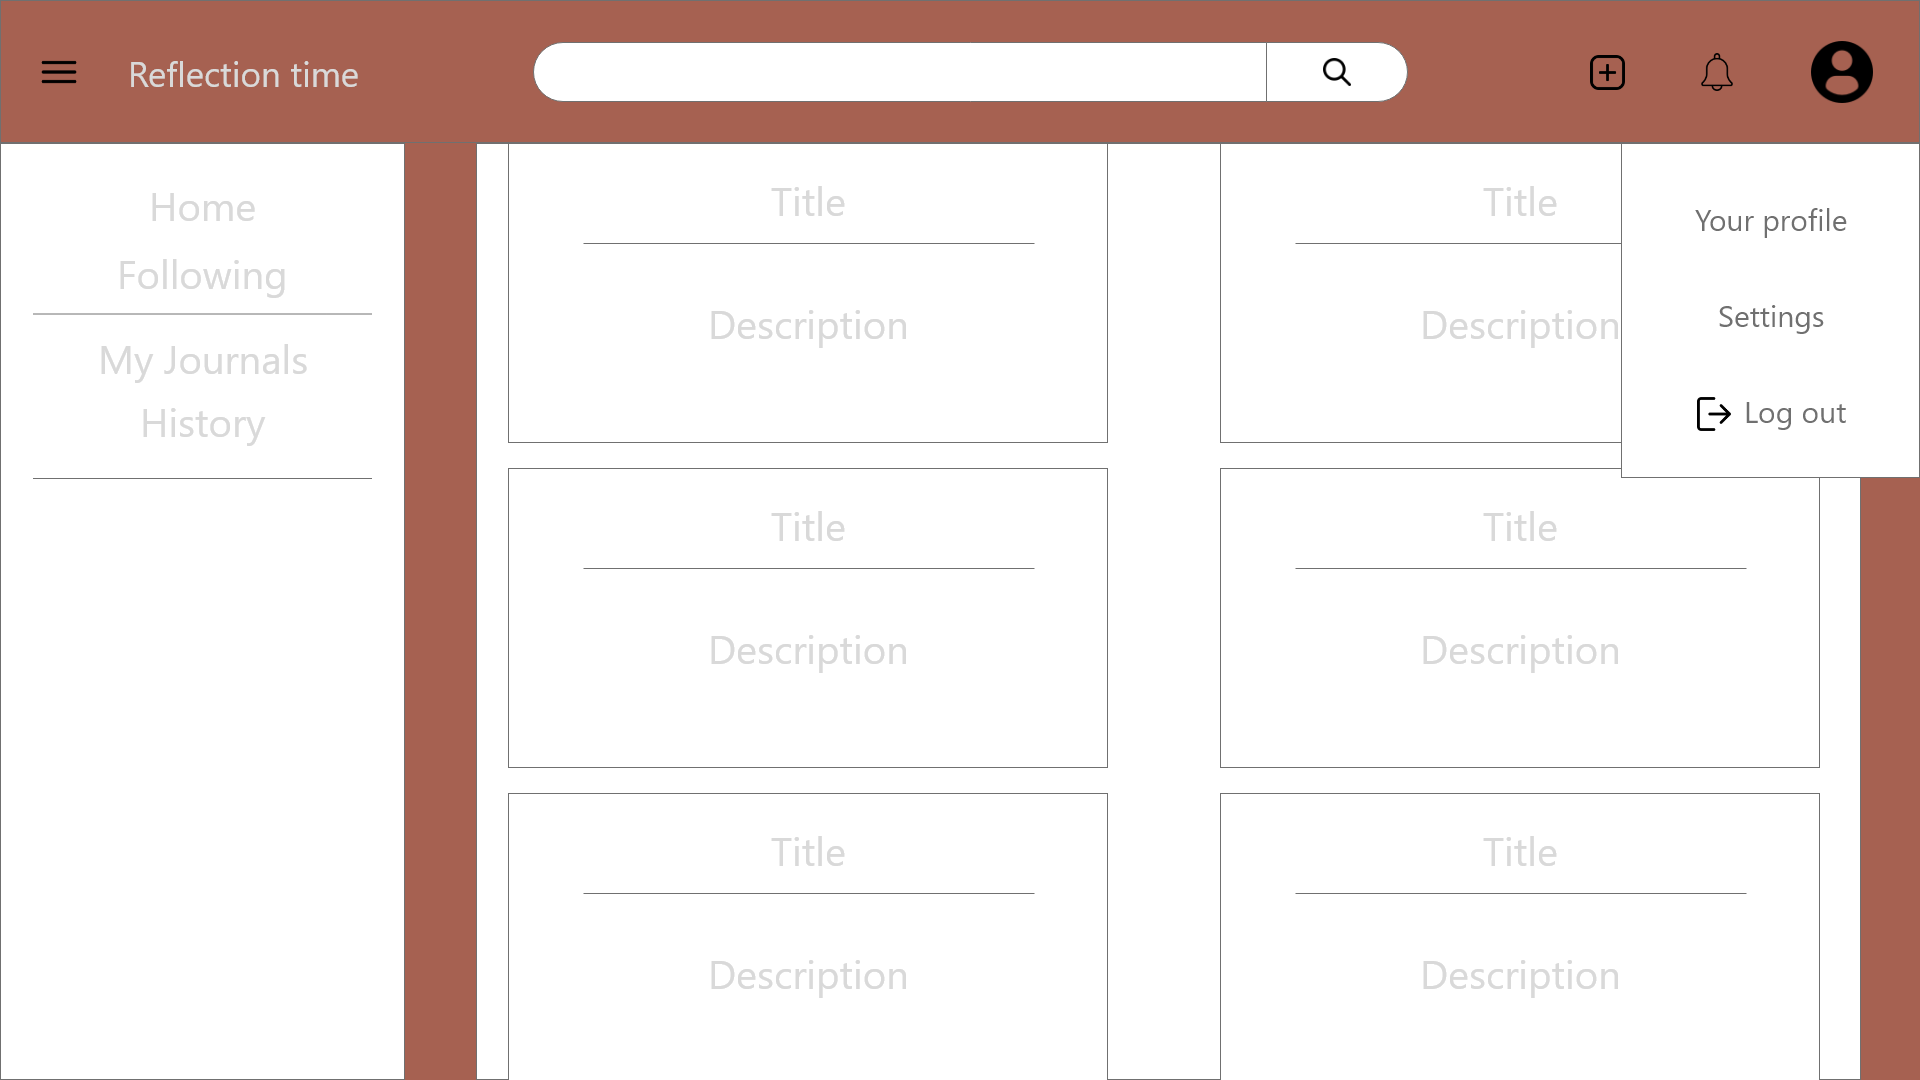 Reflection time
Home
Following
My Journals
History
Title
Description
Title
Description
Your profile
Settings
Log out
Title
Description
Title
Description
Title
Description
Title
Description